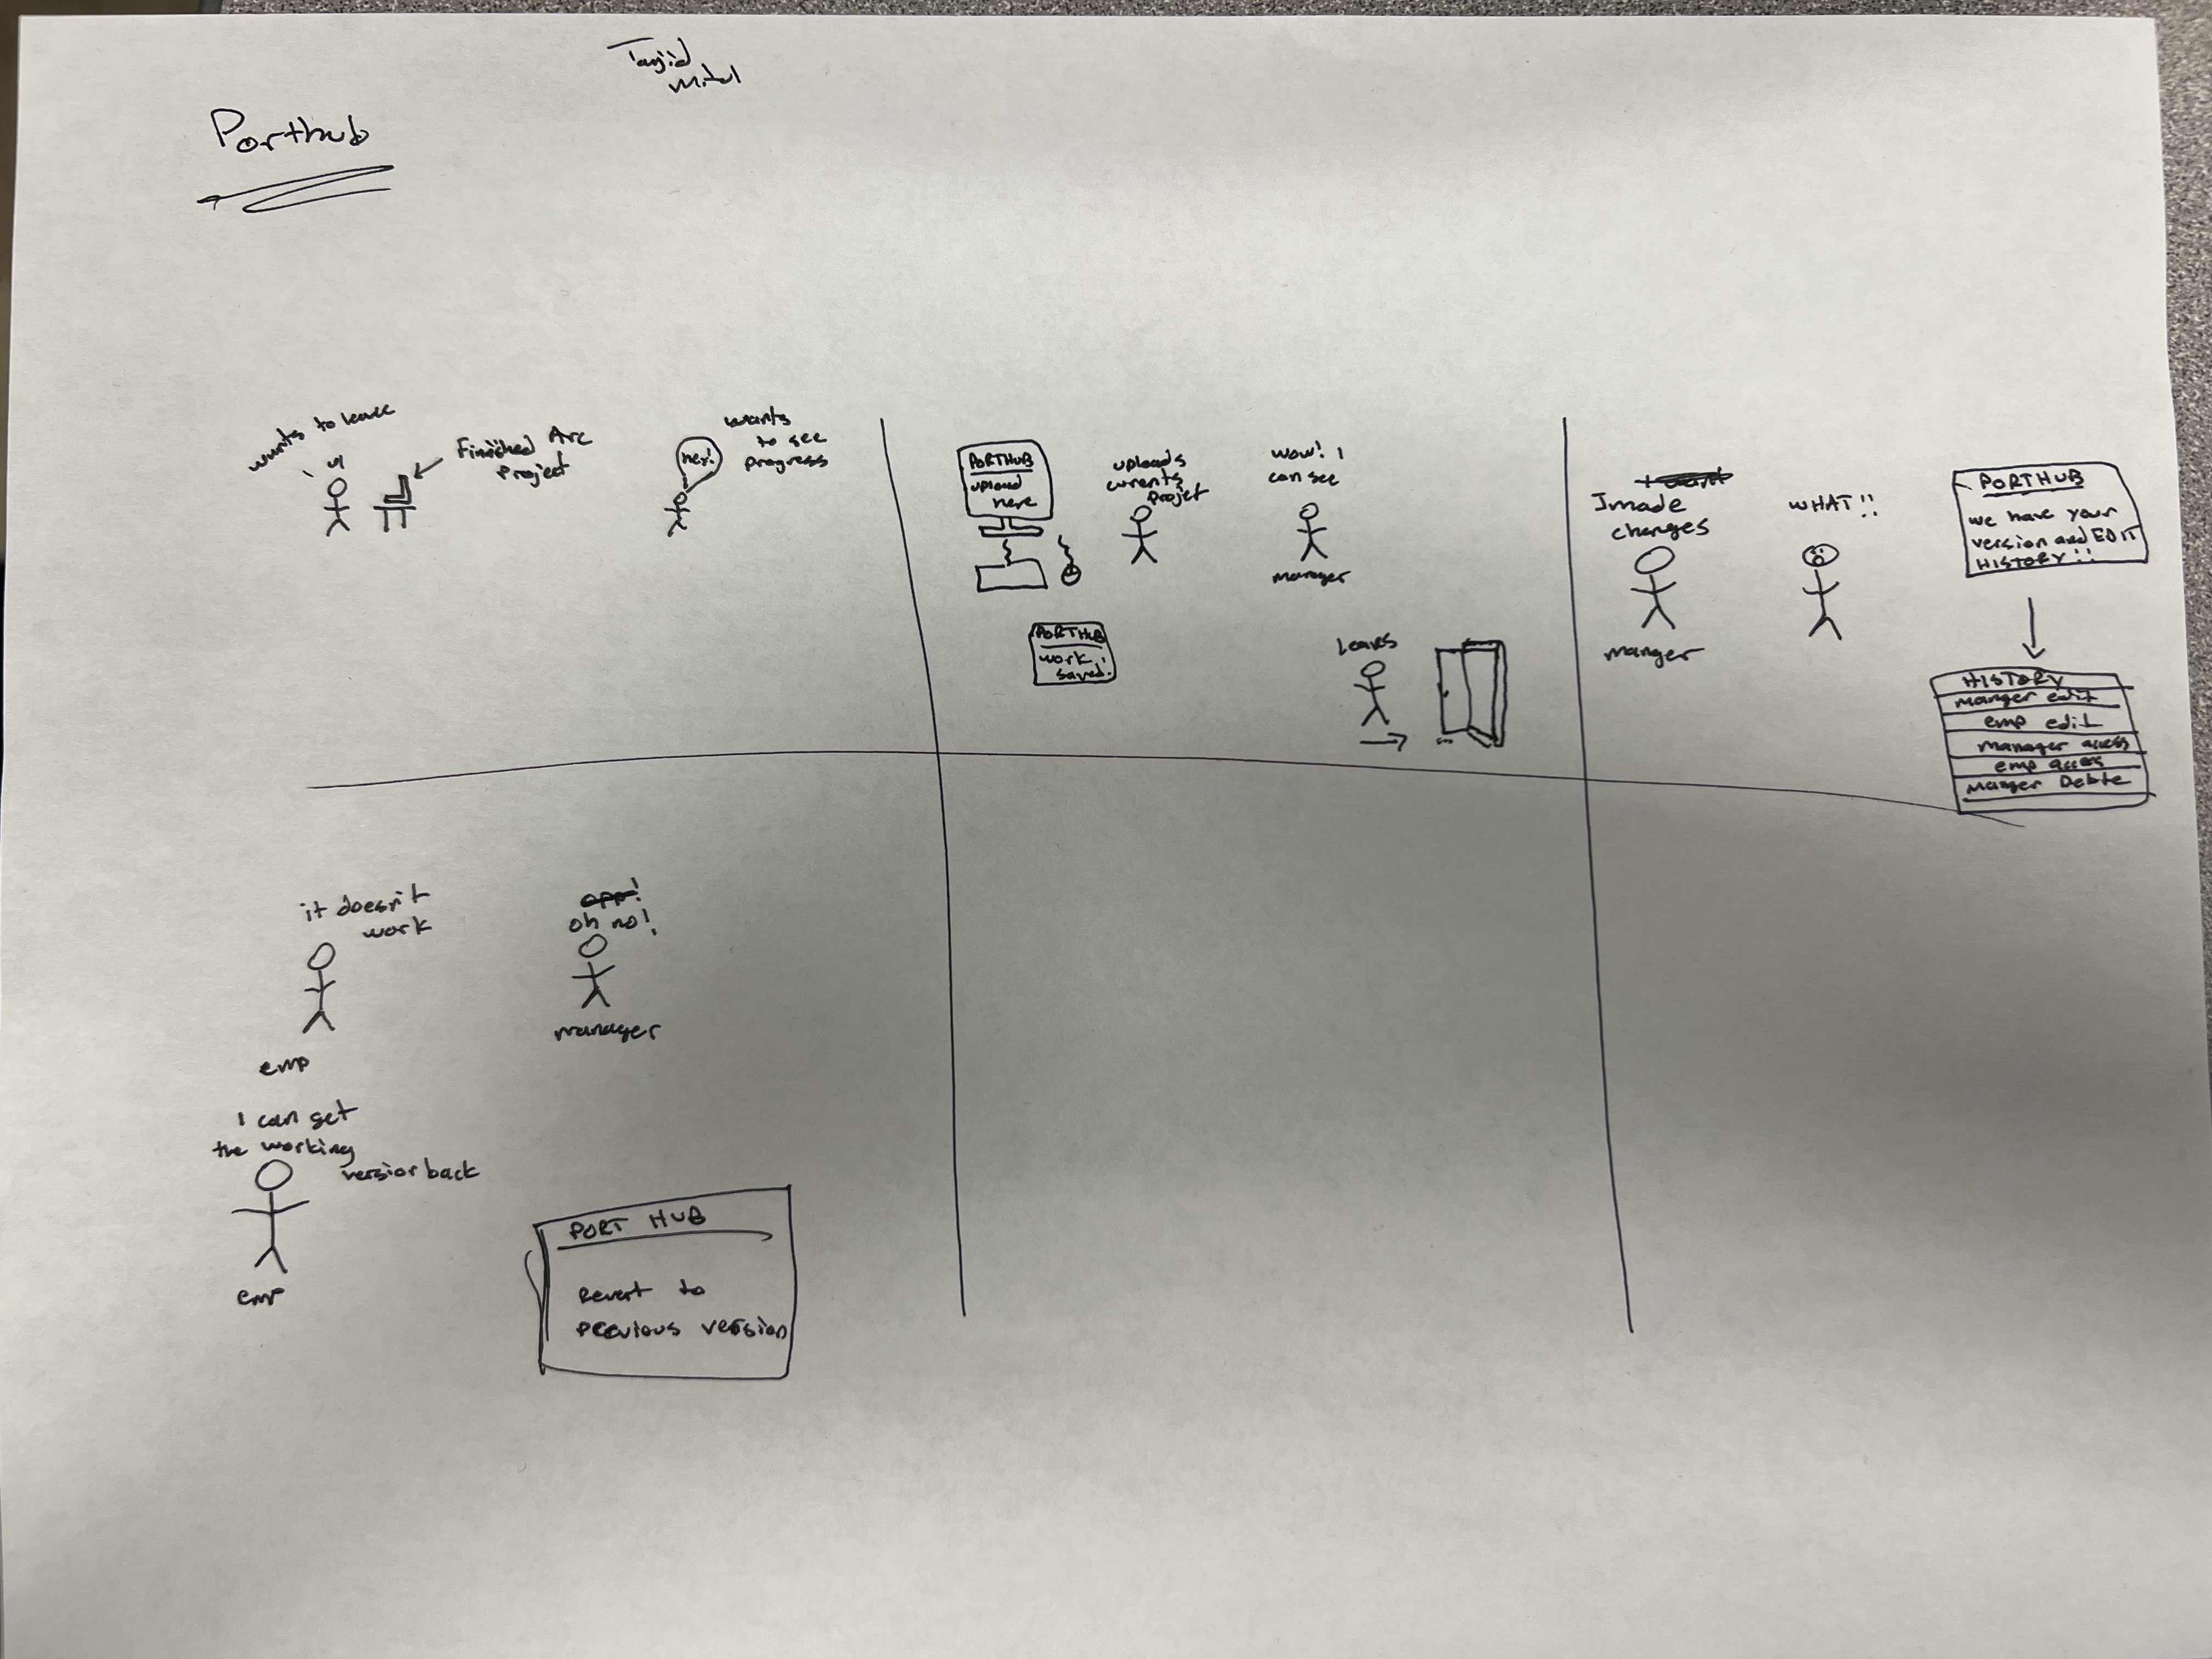 Tanjid
Mitul
Porthub
wants to leave
Finished Arc
Project
hey!
wants
to see
progress
PORTHUB
upload
here
uploads
currents
projet
wow! I
can see
manager
PORTHUB
work
saved!
leaves
I want
I made
changes
manger
WHAT!!
PORTHUB
we have your
version and EDIT
HISTORY!!
HISTORY
manger edit
emp edit
manager access
emp acces
manger Delete
it doesn't
work
emp
opp!
oh no!
manager
I can get
the working
version back
emp
PORT HUB
Revert to
previous version